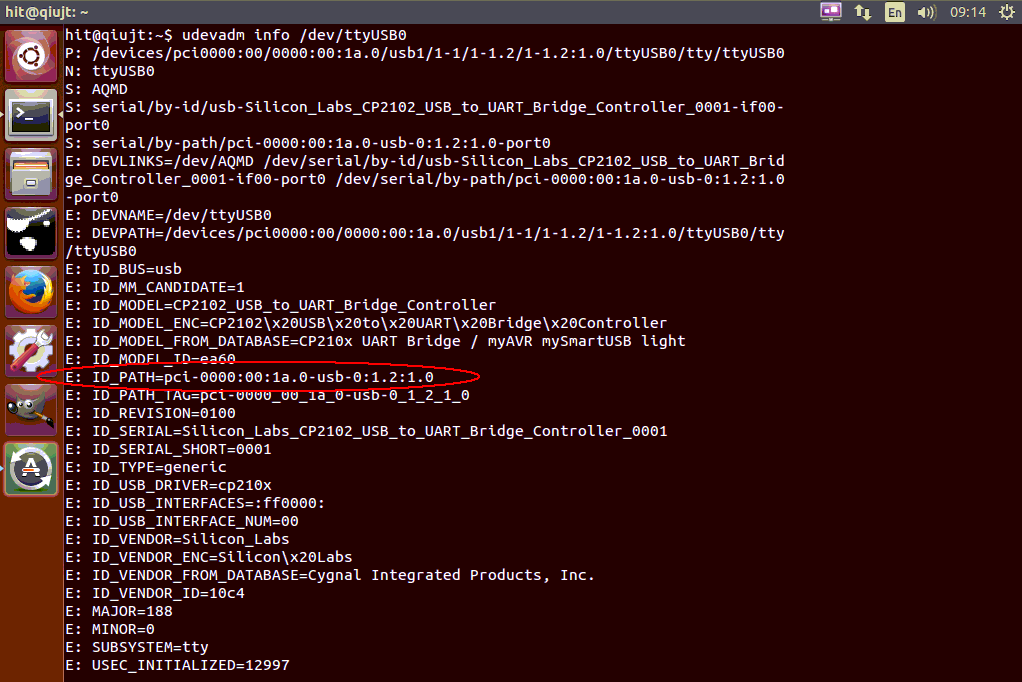 hit@qiujt: ~
En
09:14
hit@qiujt:~$ udevadm info /dev/ttyUSB0
P: /devices/pci0000:00/0000:00:1a.0/usb1/1-1/1-1.2/1-1.2:1.0/ttyUSB0/tty/ttyUSB0
N: ttyUSB0
S: AQMD
S: serial/by-id/usb-Silicon_Labs_CP2102_USB_to_UART_Bridge_Controller_0001-if00-
port0
S: serial/by-path/pci-0000:00:1a.0-usb-0:1.2:1.0-port0
E: DEVLINKS=/dev/AQMD /dev/serial/by-id/usb-Silicon_Labs_CP2102_USB_to_UART_Brid
ge_Controller_0001-if00-port0 /dev/serial/by-path/pci-0000:00:1a.0-usb-0:1.2:1.0
-port0
E: DEVNAME=/dev/ttyUSB0
E: DEVPATH=/devices/pci0000:00/0000:00:1a.0/usb1/1-1/1-1.2/1-1.2:1.0/ttyUSB0/tty
/ttyUSB0
E: ID_BUS=usb
E: ID_MM_CANDIDATE=1
E: ID_MODEL=CP2102_USB_to_UART_Bridge_Controller
E: ID_MODEL_ENC=CP2102\x20USB\x20to\x20UART\x20Bridge\x20Controller
E: ID_MODEL_FROM_DATABASE=CP210x UART Bridge / myAVR mySmartUSB light
E: ID_MODEL_ID=ea60
E: ID_PATH=pci-0000:00:1a.0-usb-0:1.2:1.0
E: ID_PATH_TAG=pci-0000_00_1a_0-usb-0_1_2_1_0
E: ID_REVISION=0100
E: ID_SERIAL=Silicon_Labs_CP2102_USB_to_UART_Bridge_Controller_0001
E: ID_SERIAL_SHORT=0001
E: ID_TYPE=generic
E: ID_USB_DRIVER=cp210x
E: ID_USB_INTERFACES=:ff0000:
E: ID_USB_INTERFACE_NUM=00
E: ID_VENDOR=Silicon_Labs
E: ID_VENDOR_ENC=Silicon\x20Labs
E: ID_VENDOR_FROM_DATABASE=Cygnal Integrated Products, Inc.
E: ID_VENDOR_ID=10c4
E: MAJOR=188
E: MINOR=0
E: SUBSYSTEM=tty
E: USEC_INITIALIZED=12997